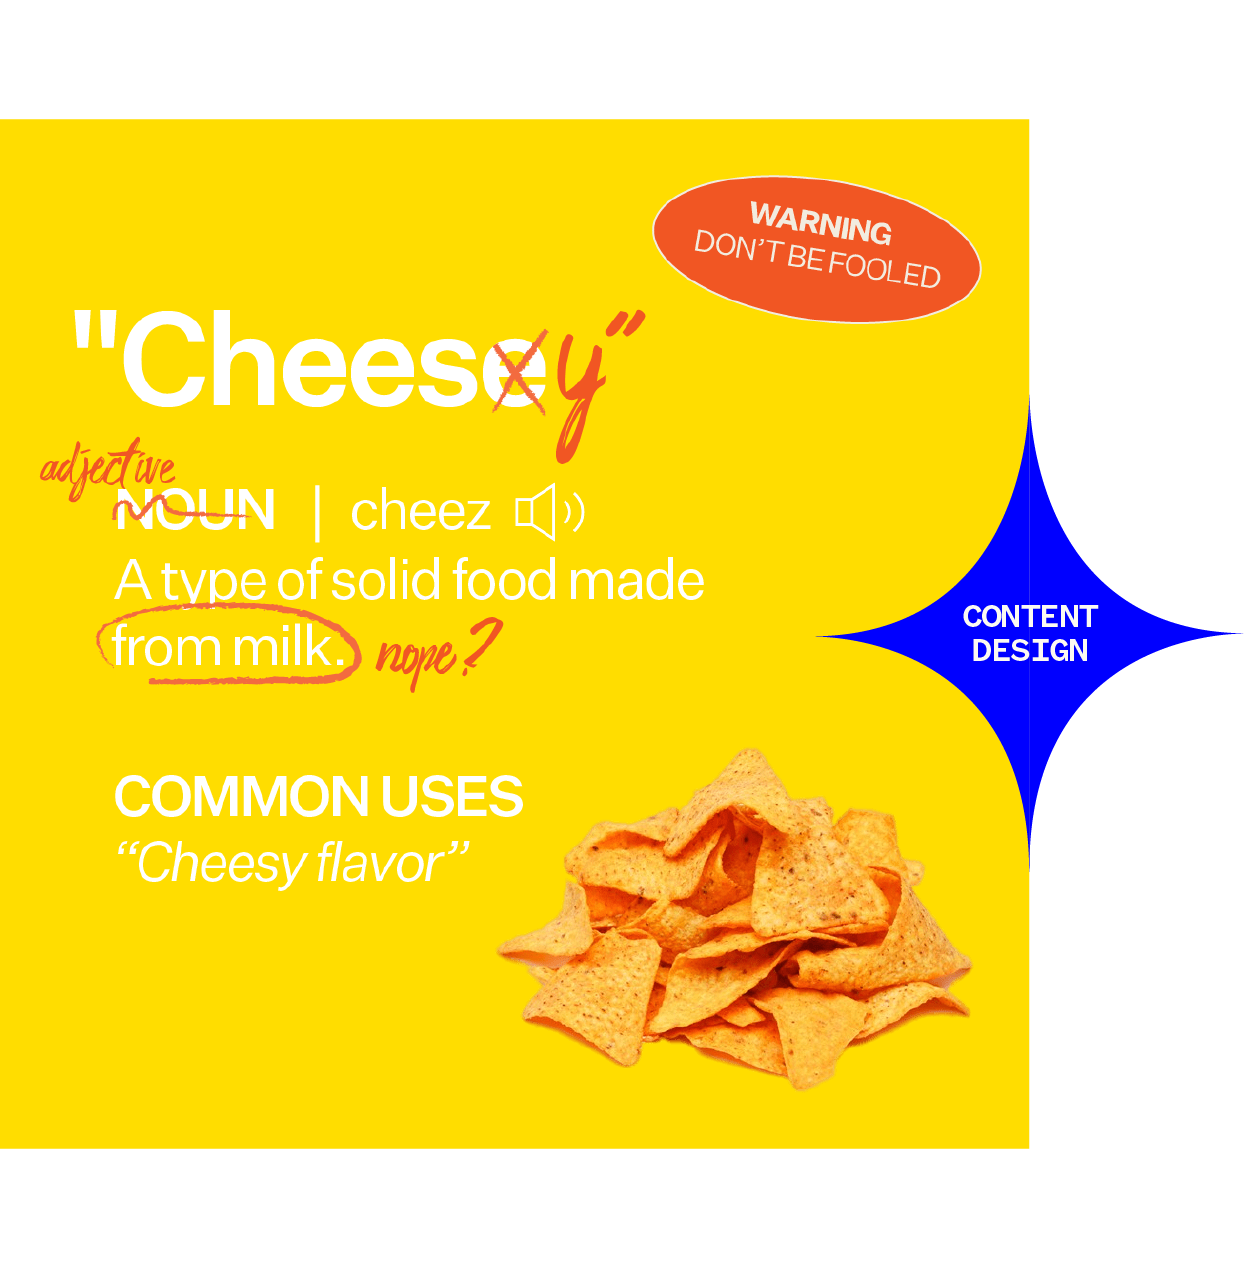 WARNING
DON’T BE FOOLED
"Cheesey”
adjective
NOUN | cheez
A type of solid food made
from milk. nope?
CONTENT
DESIGN
COMMON USES
“Cheesy flavor”